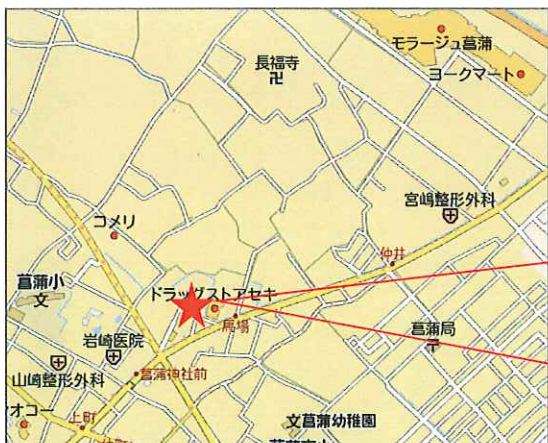 モラージュ菖蒲
ヨークマート
長福寺
宮嶋整形外科
コメリ
仲井
菖蒲小
文
ドラッグストアセキ
馬場
菖蒲局
岩崎医院
山崎整形外科
菖蒲神社前
オコー
上町
文菖蒲幼稚園